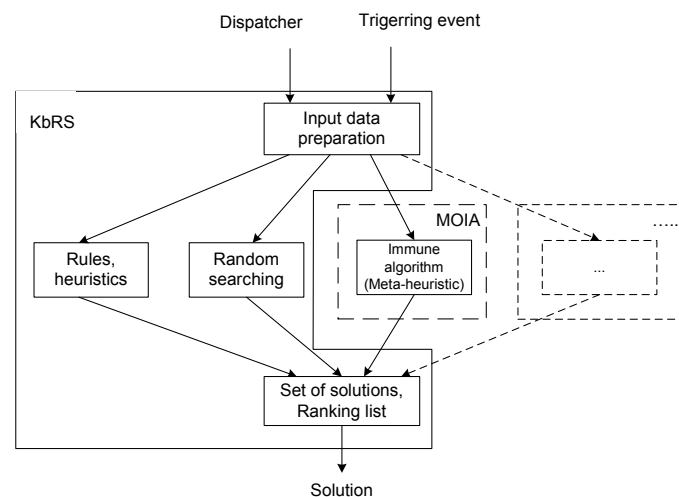 Dispatcher
Trigerring event
KbRS
Input data
preparation
MOIA
.....
Rules,
heuristics
Random
searching
Immune
algorithm
(Meta-heuristic)
...
Set of solutions,
Ranking list
Solution